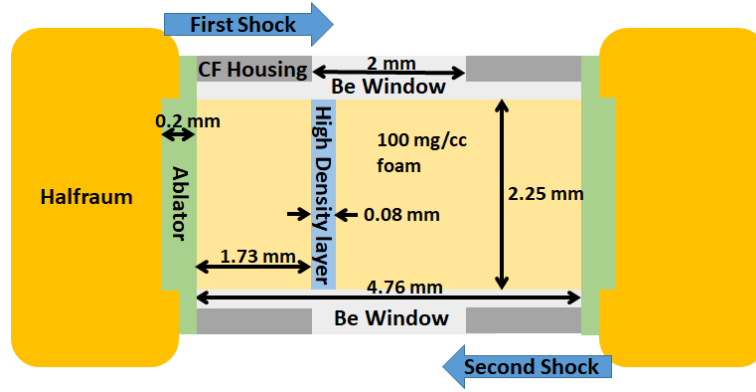 First Shock
CF Housing
2 mm
Be Window
0.2 mm
Ablator
High Density layer
100 mg/cc
foam
Halfraum
0.08 mm
2.25 mm
1.73 mm
4.76 mm
Be Window
Second Shock